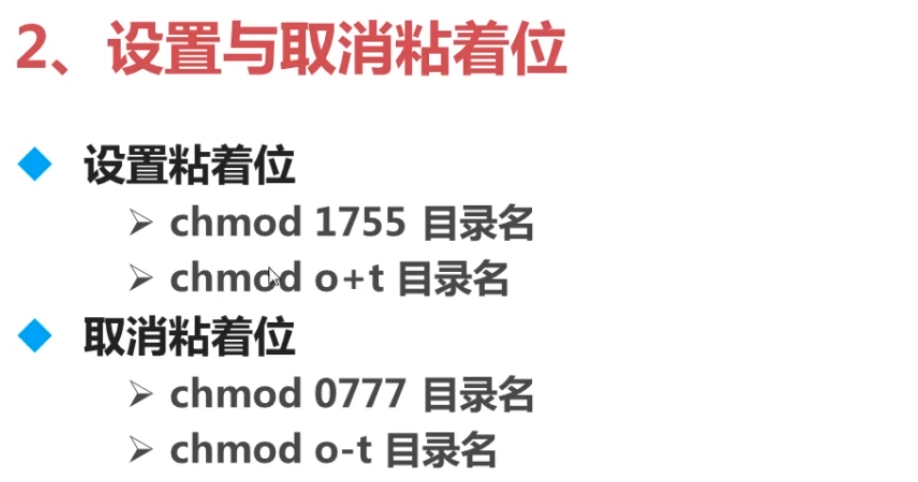 2、设置与取消粘着位
设置粘着位
chmod 1755 目录名
chmod o+t 目录名
取消粘着位
chmod 0777 目录名
chmod o-t 目录名